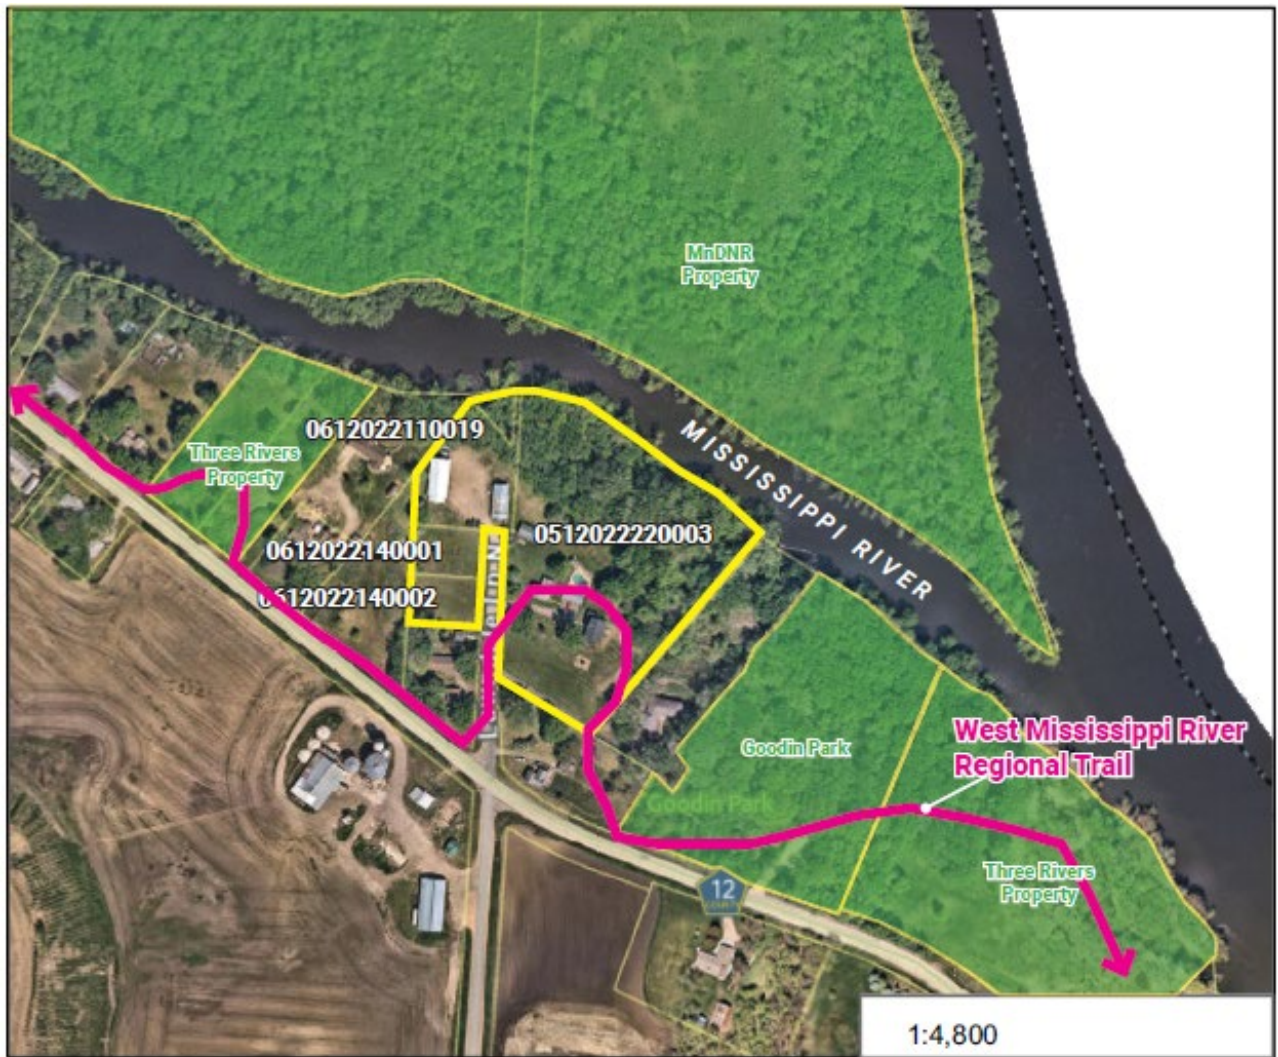 MnDNR
Property
0612022110019
Three Rivers
Property
MISSISSIPPI RIVER
0512022220003
0612022140001
0612022140002
West Mississippi River
Regional Trail
Goodin Park
Goodin Park
Three Rivers
Property
12
1:4,800